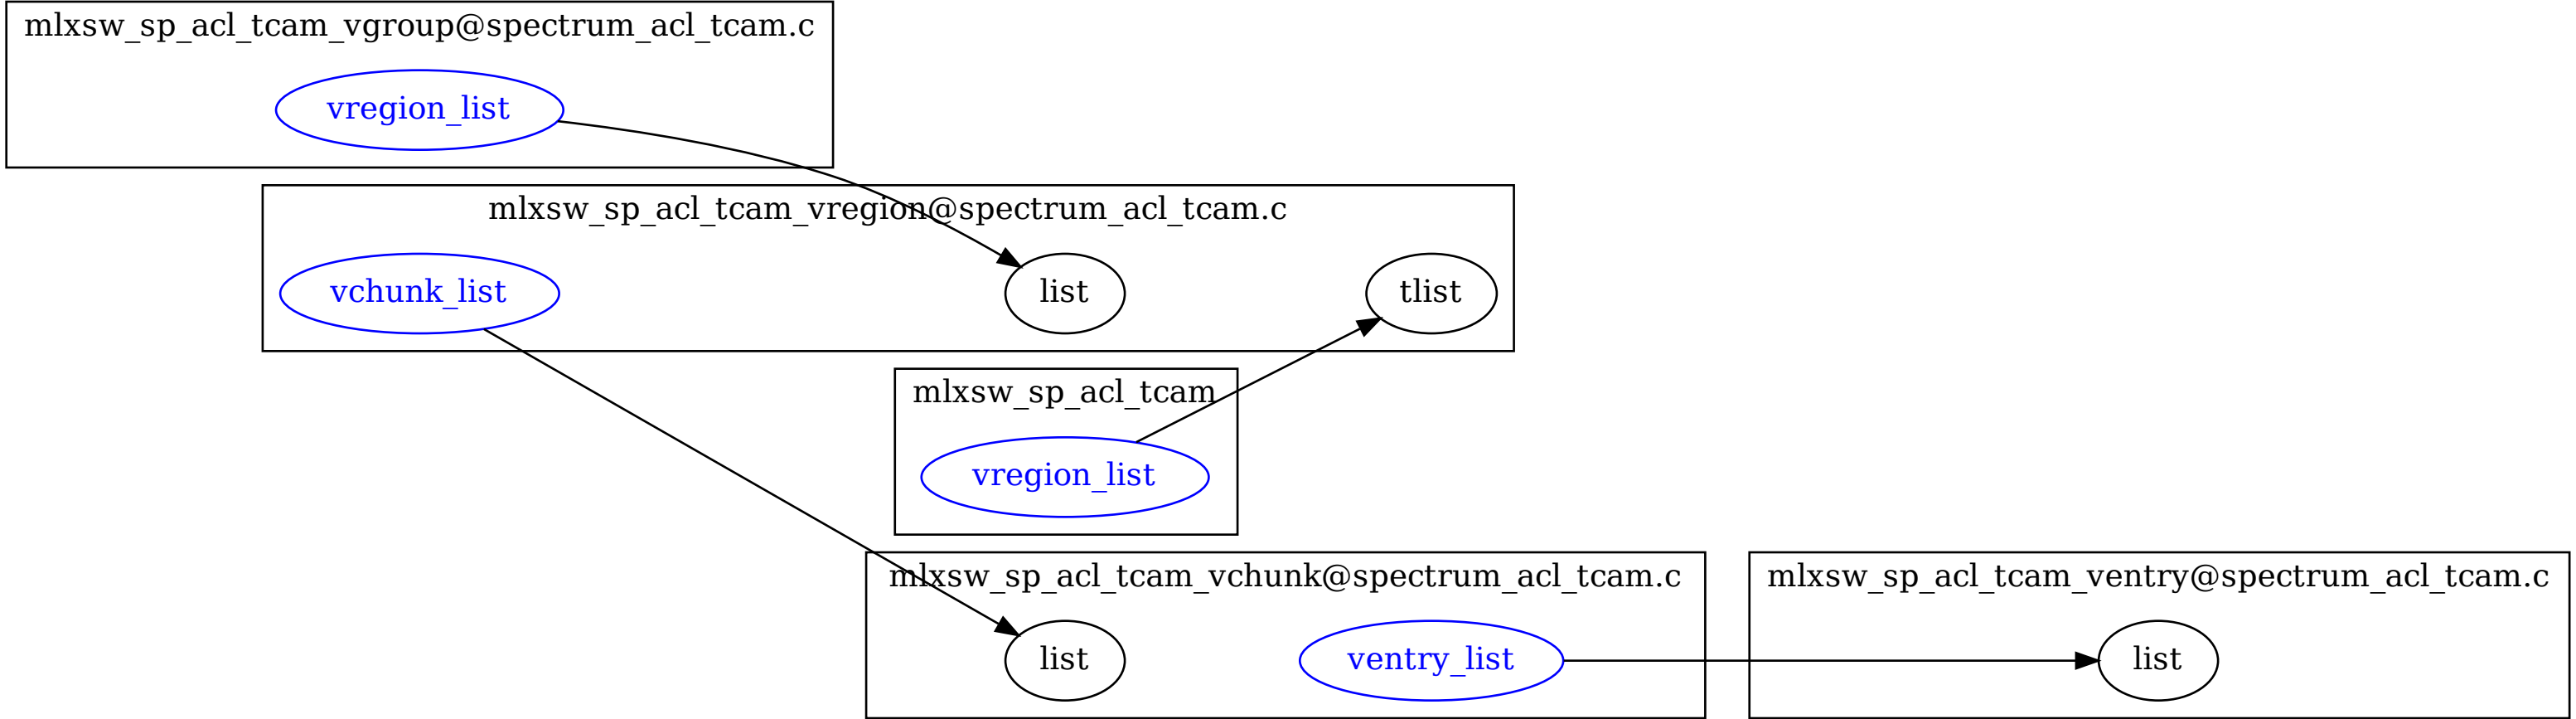 mlxsw_sp_acl_tcam_vgroup@spectrum_acl_tcam.c
vregion_list
mlxsw_sp_acl_tcam_vregion@spectrum_acl_tcam.c
vchunk_list
list
tlist
mlxsw_sp_acl_tcam
vregion_list
mlxsw_sp_acl_tcam_vchunk@spectrum_acl_tcam.c
list
ventry_list
mlxsw_sp_acl_tcam_ventry@spectrum_acl_tcam.c
list